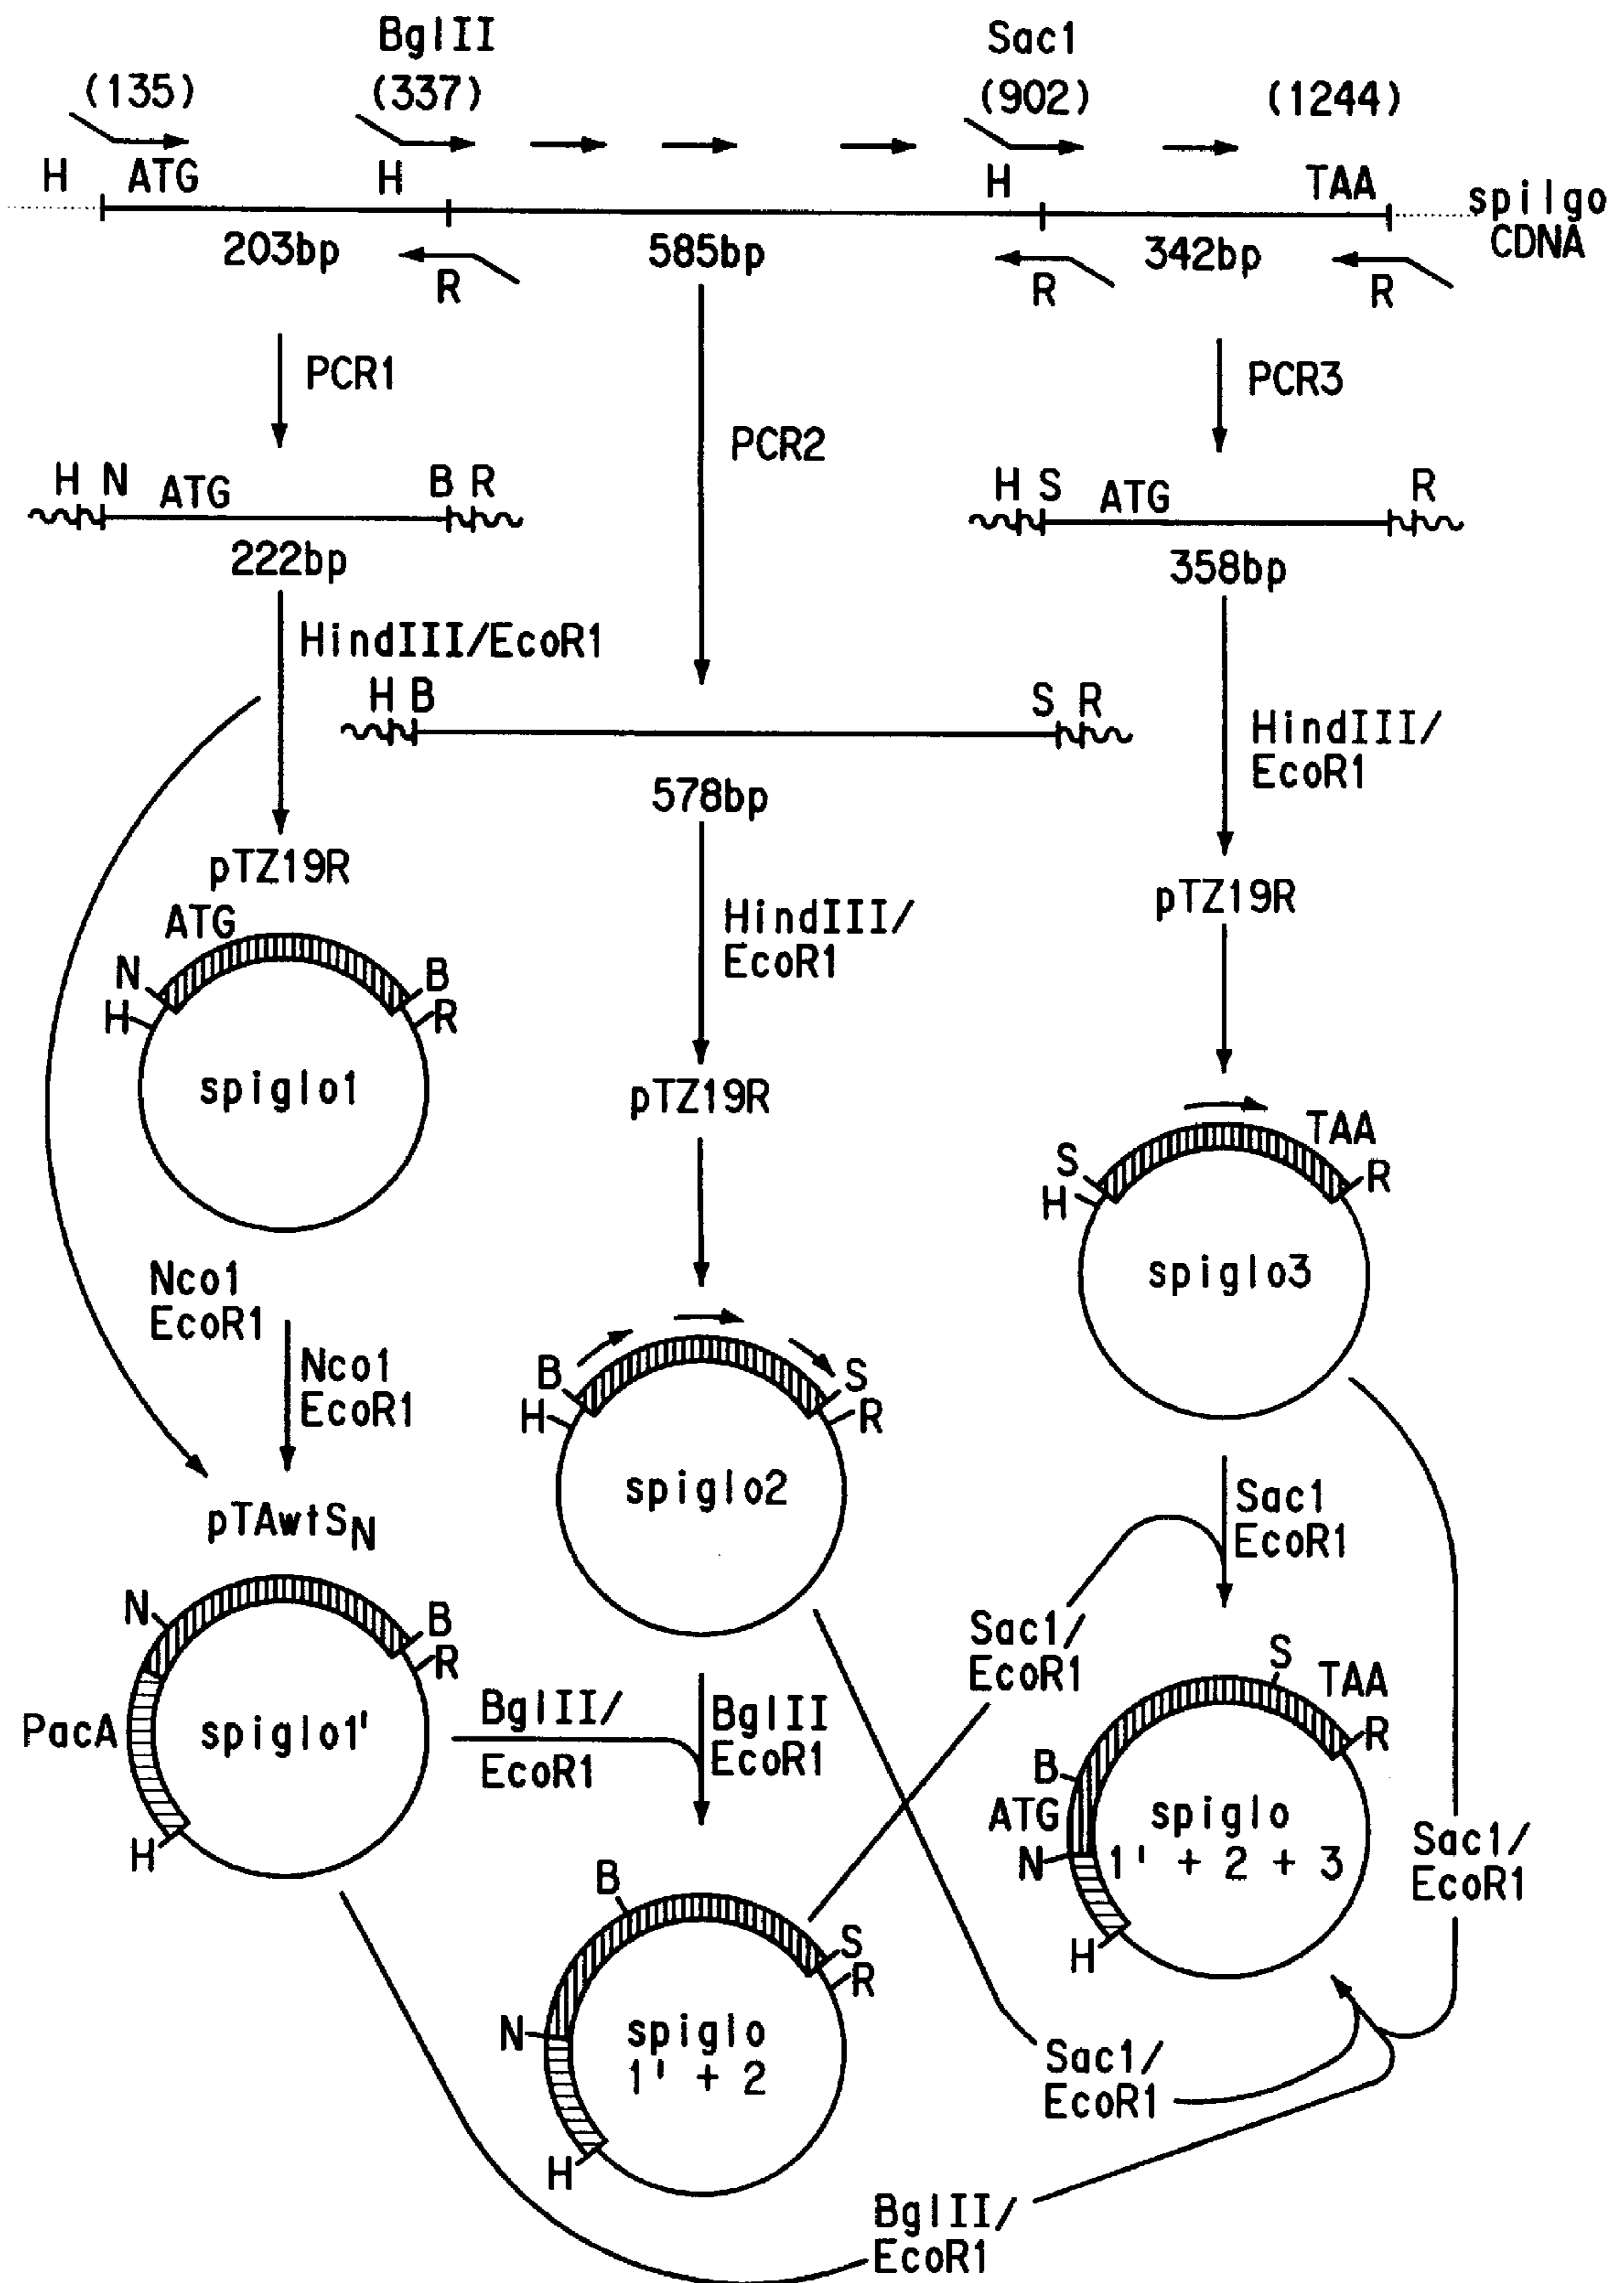 BglII
Sac1
(135)
(337)
(902)
(1244)
H
ATG
H
H
TAA
spilgo
CDNA
203bp
585bp
342bp
R
R
R
PCR1
PCR2
PCR3
H N ATG B R
222bp
H S ATG R
358bp
HindIII/EcoR1
H B
S R
578bp
HindIII/
EcoR1
pTZ19R
HindIII/
EcoR1
pTZ19R
ATG
N
H
B
R
spiglo1
pTZ19R
S
H
TAA
R
spiglo3
Nco1
EcoR1
Nco1
EcoR1
B
H
S
R
spiglo2
pTAwtSN
Sac1
EcoR1
N
B
R
PacA
spiglo1'
H
BglII/
EcoR1
BglII
EcoR1
Sac1/
EcoR1
S
TAA
R
B
ATG
N
spiglo
1' + 2 + 3
H
Sac1/
EcoR1
B
S
R
N
spiglo
1' + 2
H
Sac1/
EcoR1
BglII/
EcoR1